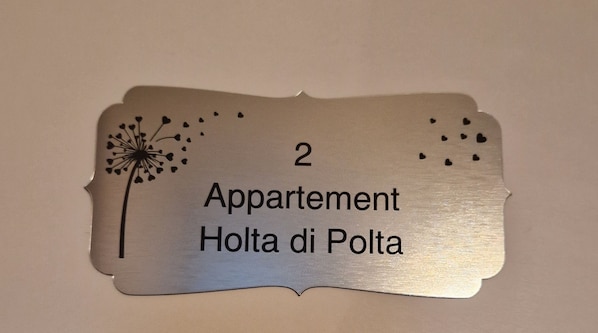 2
Appartement
Holta di Polta